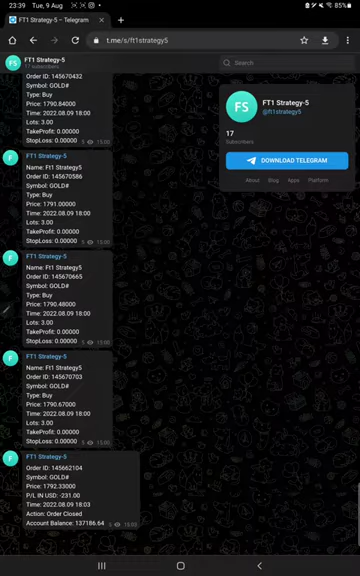 23:39 Tue, 9 Aug
85%
FT1 Strategy-5 – Telegram
t.me/s/ft1strategy5
FT1 Strategy-5
17 subscribers
Search
Order ID: 145670432
Symbol: GOLD#
Type: Buy
Price: 1790.84000
Time: 2022.08.09 18:00
Lots: 3.00
TakeProfit: 0.00000
StopLoss: 0.00000
5 15:00
FT1 Strategy-5
Name: Ft1 Strategy5
Order ID: 145670586
Symbol: GOLD#
Type: Buy
Price: 1791.00000
Time: 2022.08.09 18:00
Lots: 3.00
TakeProfit: 0.00000
StopLoss: 0.00000
5 15:00
FT1 Strategy-5
Name: Ft1 Strategy5
Order ID: 145670665
Symbol: GOLD#
Type: Buy
Price: 1790.48000
Time: 2022.08.09 18:00
Lots: 3.00
TakeProfit: 0.00000
StopLoss: 0.00000
5 15:00
FT1 Strategy-5
Name: Ft1 Strategy5
Order ID: 145670703
Symbol: GOLD#
Type: Buy
Price: 1790.67000
Time: 2022.08.09 18:00
Lots: 3.00
TakeProfit: 0.00000
StopLoss: 0.00000
5 15:00
FT1 Strategy-5
Order ID: 145662104
Symbol: GOLD#
Price: 1792.33000
P/L IN USD: -231.00
Time: 2022.08.09 18:03
Action: Order Closed
Account Balance: 137186.64
5 15:03
FS
FT1 Strategy-5
@ft1strategy5
17
Subscribers
DOWNLOAD TELEGRAM
About Blog Apps Platform